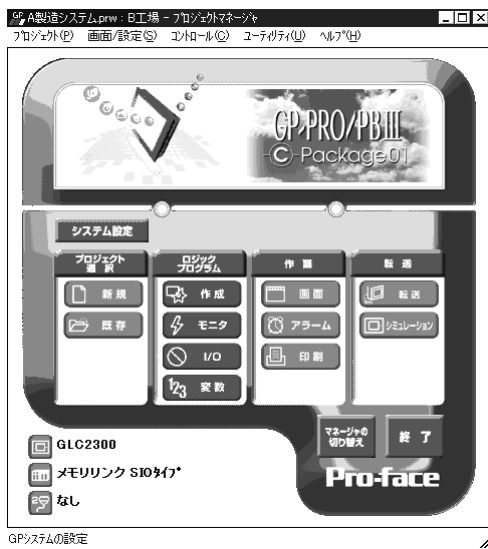 A製造システム.prw : B工場 - プロジェクトマネージャ
プロジェクト(P) 画面/設定(S) コントロール(C) ユーティリティ(U) ヘルプ(H)
GP-PRO/PBⅢ
C-Package01
システム設定
プロジェクト
選択
新規
既存
ロジック
プログラム
作成
モニタ
I/O
変数
作画
画面
アラーム
印刷
転送
転送
シミュレーション
マネージャの
切り替え
終了
GLC2300
メモリリンク SIOタイプ
なし
Pro-face
GPシステムの設定